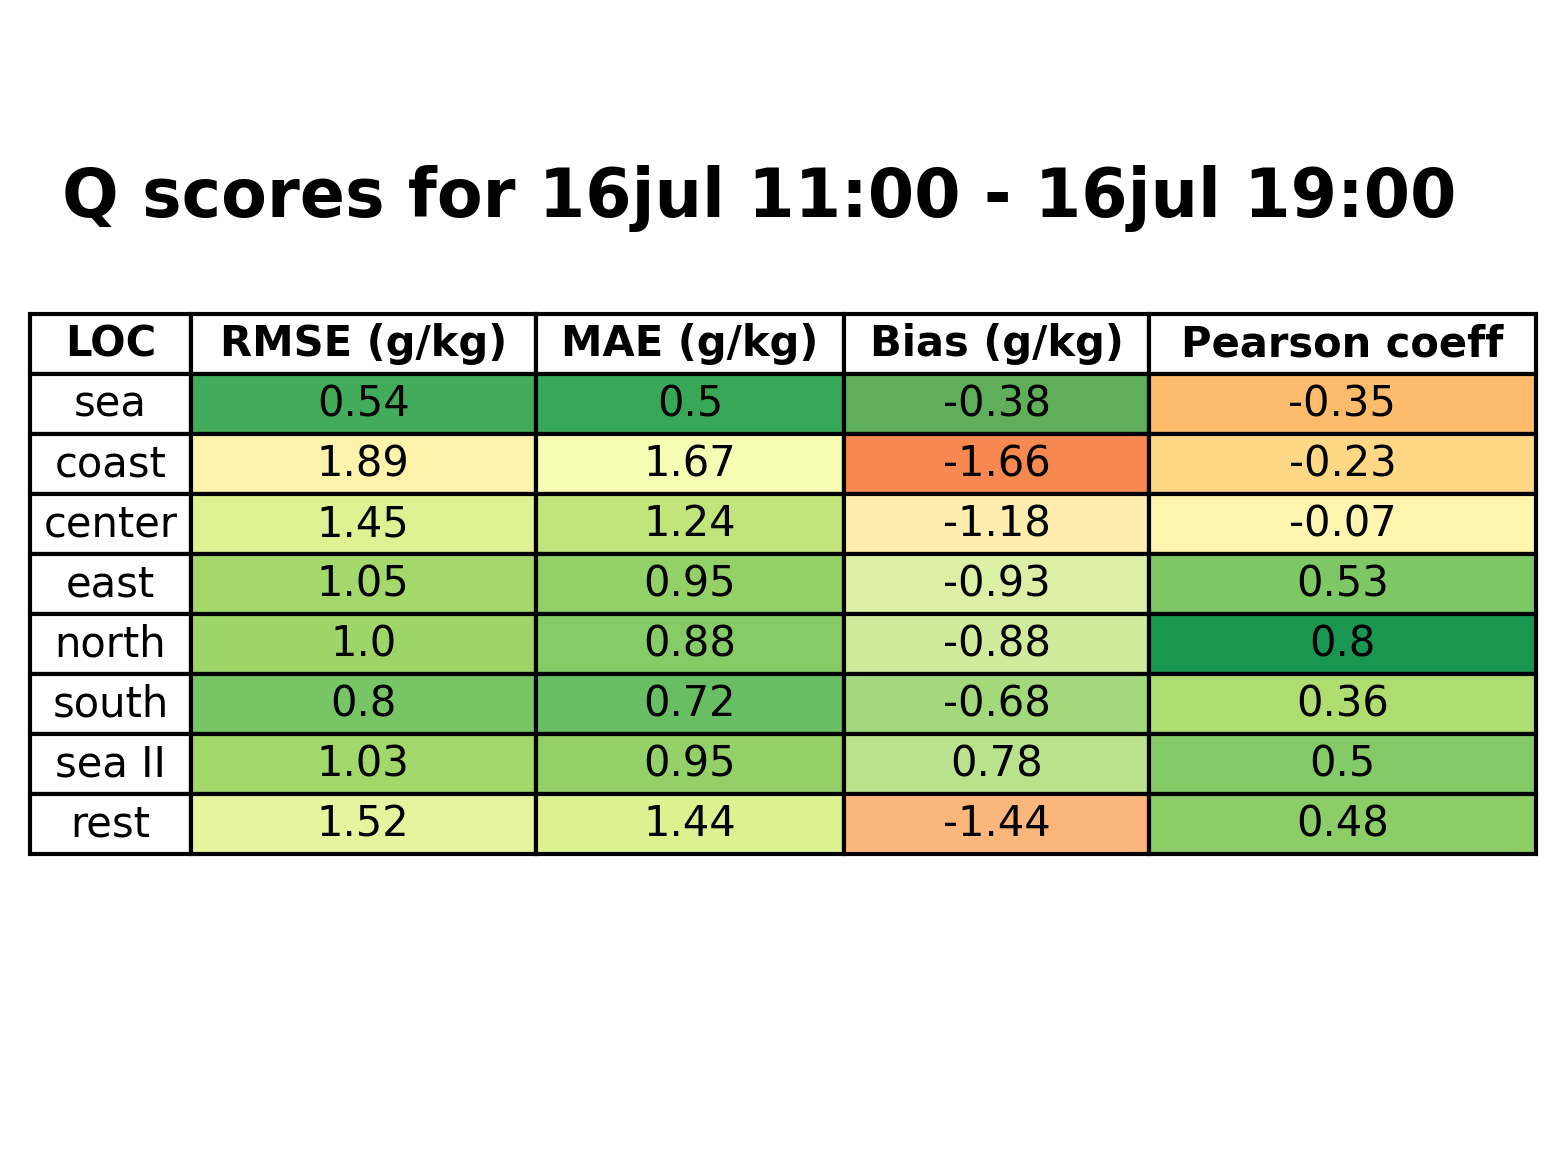 Q scores for 16jul 11:00 - 16jul 19:00
LOC RMSE (g/kg) MAE (g/kg) Bias (g/kg) Pearson coeff
sea 0.54 0.5 -0.38 -0.35
coast 1.89 1.67 -1.66 -0.23
center 1.45 1.24 -1.18 -0.07
east 1.05 0.95 -0.93 0.53
north 1.0 0.88 -0.88 0.8
south 0.8 0.72 -0.68 0.36
sea II 1.03 0.95 0.78 0.5
rest 1.52 1.44 -1.44 0.48